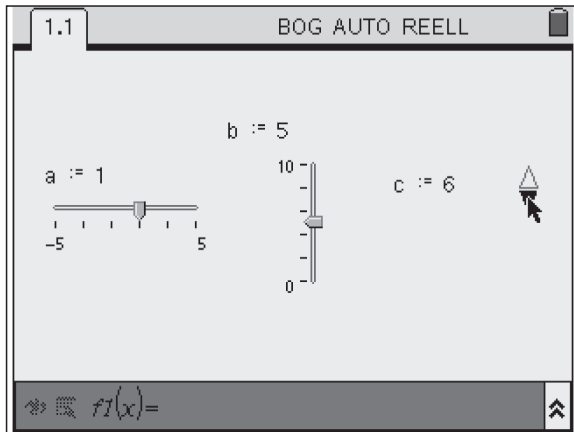 1.1 BOG AUTO REELL
b := 5
a := 1
-5 5
10
0
c := 6
f1(x)=